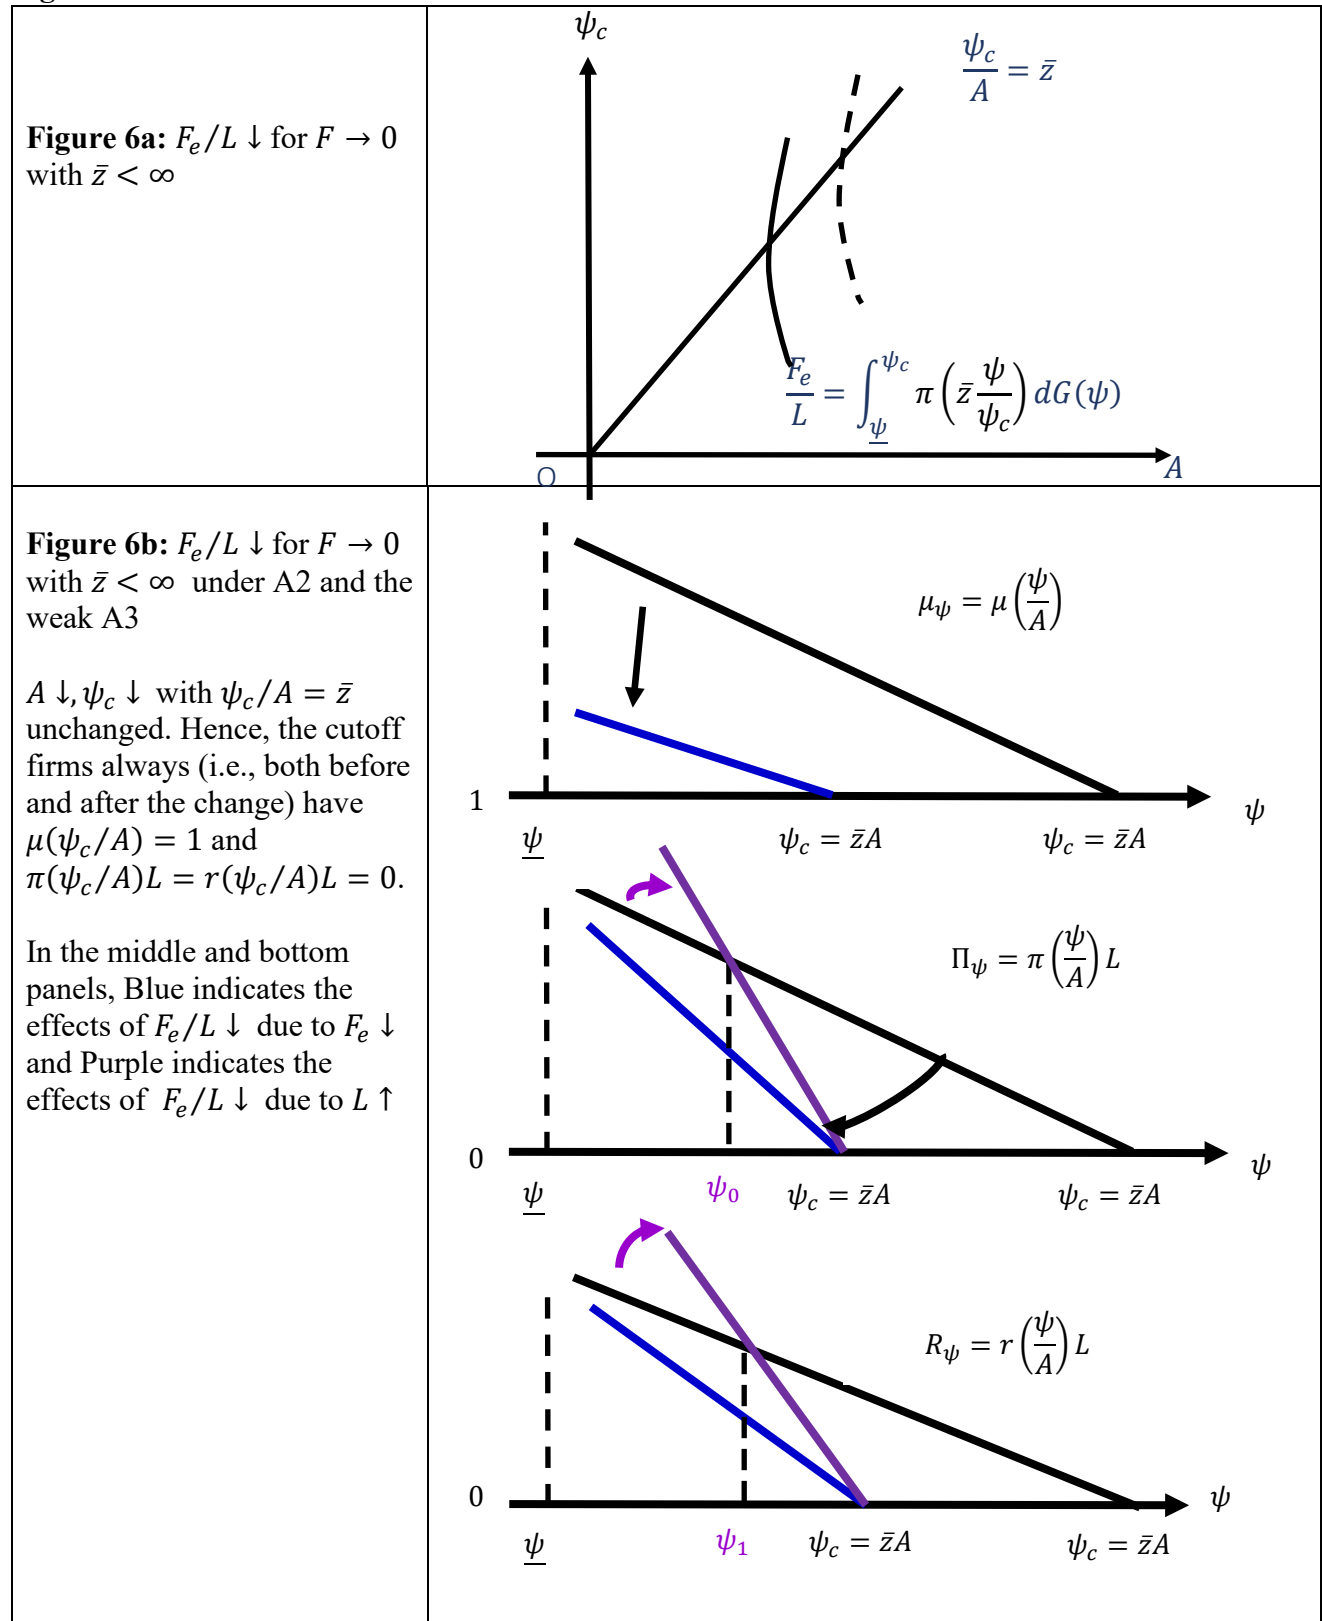 ψ_c
ψ_c/A = z̄
Figure 6a: F_e/L ↓ for F → 0
with z̄ < ∞
F_e/L = ∫_ψ̲^ψ_c π(z̄ ψ/ψ_c) dG(ψ)
O
A
Figure 6b: F_e/L ↓ for F → 0
with z̄ < ∞ under A2 and the
weak A3
A ↓, ψ_c ↓ with ψ_c/A = z̄
unchanged. Hence, the cutoff
firms always (i.e., both before
and after the change) have
μ(ψ_c/A) = 1 and
π(ψ_c/A)L = r(ψ_c/A)L = 0.
In the middle and bottom
panels, Blue indicates the
effects of F_e/L ↓ due to F_e ↓
and Purple indicates the
effects of F_e/L ↓ due to L ↑
μ_ψ = μ(ψ/A)
1
ψ
ψ̲
ψ_c = z̄A
ψ_c = z̄A
Π_ψ = π(ψ/A) L
0
ψ
ψ̲
ψ_0
ψ_c = z̄A
ψ_c = z̄A
R_ψ = r(ψ/A) L
0
ψ
ψ̲
ψ_1
ψ_c = z̄A
ψ_c = z̄A